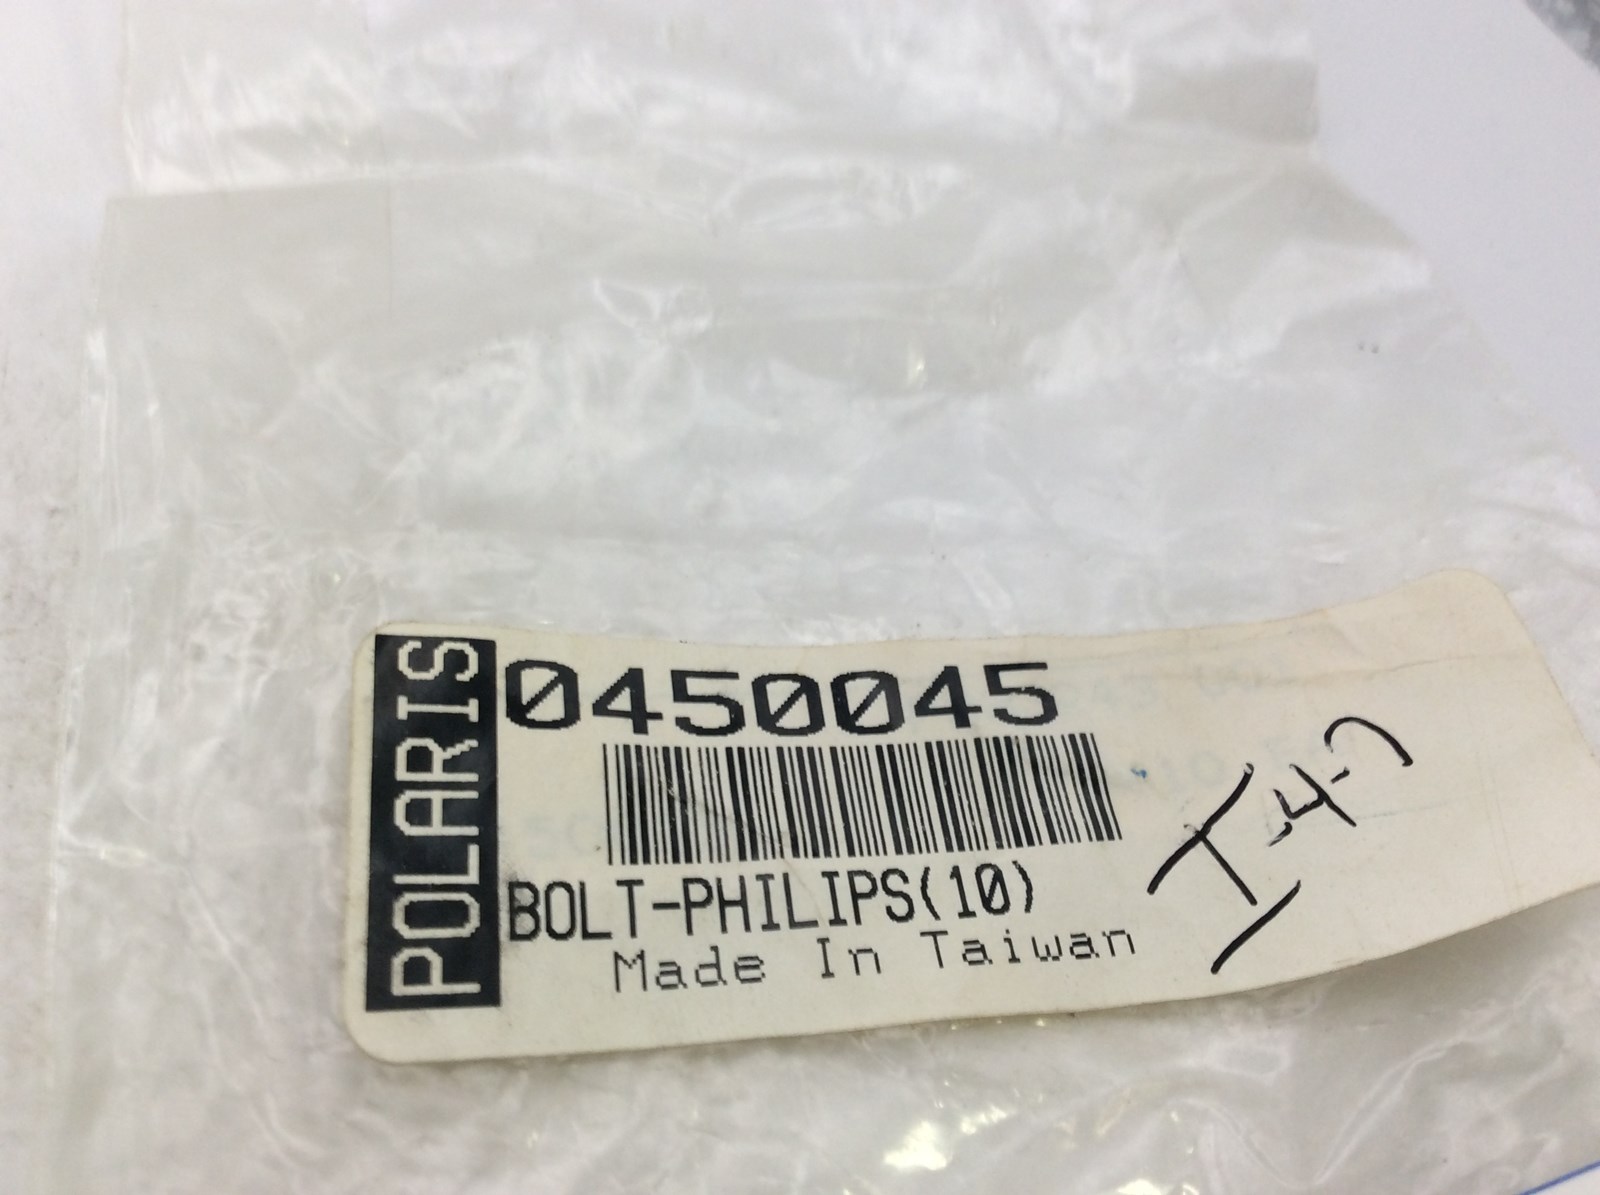 POLARIS
0450045
BOLT-PHILIPS(10)
Made In Taiwan
I-4-7